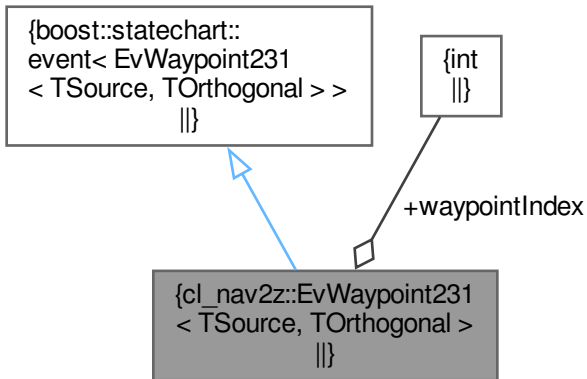 {boost::statechart::
event< EvWaypoint231
< TSource, TOrthogonal > >
||}
{int
||}
+waypointIndex
{cl_nav2z::EvWaypoint231
< TSource, TOrthogonal >
||}